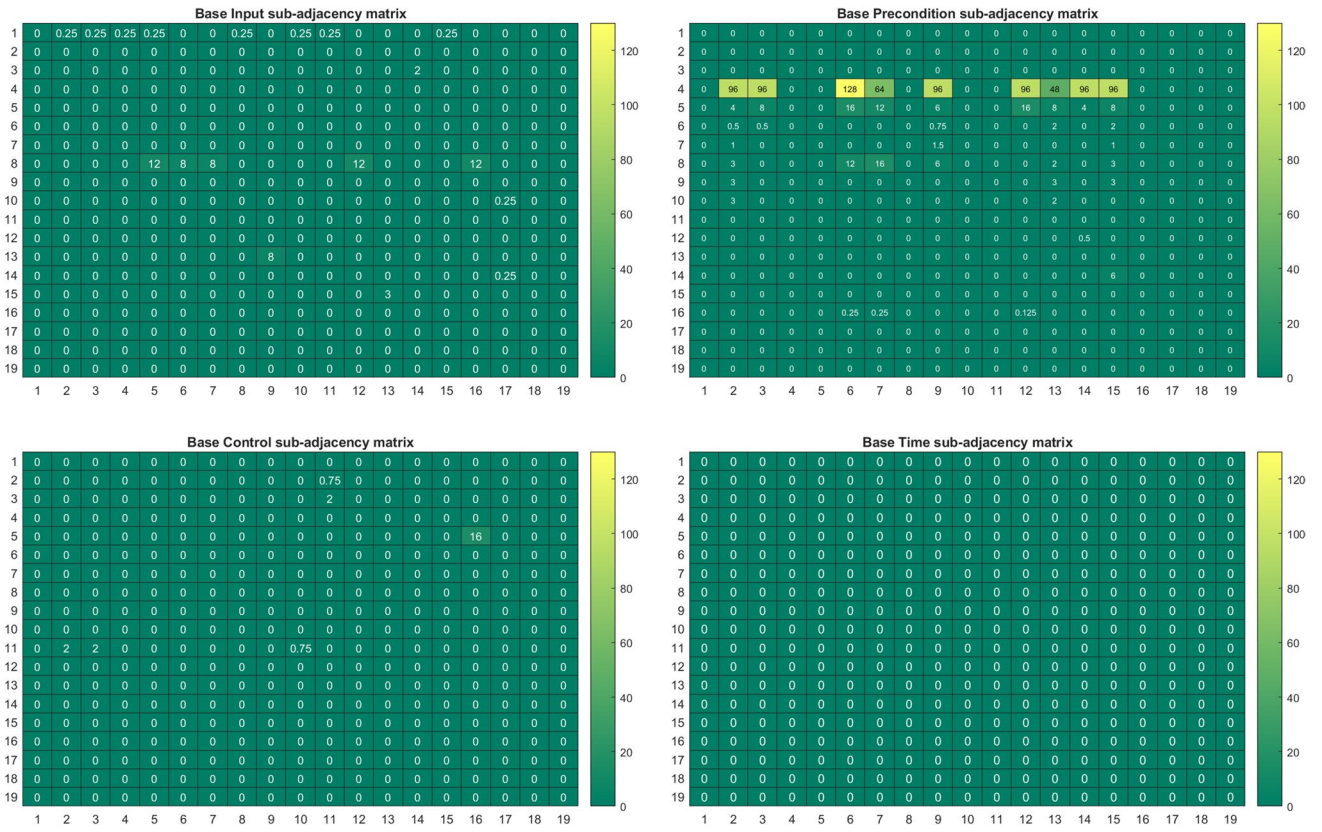 Base Input sub-adjacency matrix
1 0 0.25 0.25 0.25 0.25 0 0 0.25 0 0.25 0.25 0 0 0 0.25 0 0 0 0
2 0 0 0 0 0 0 0 0 0 0 0 0 0 0 0 0 0 0 0
3 0 0 0 0 0 0 0 0 0 0 0 0 0 2 0 0 0 0 0
4 0 0 0 0 0 0 0 0 0 0 0 0 0 0 0 0 0 0 0
5 0 0 0 0 0 0 0 0 0 0 0 0 0 0 0 0 0 0 0
6 0 0 0 0 0 0 0 0 0 0 0 0 0 0 0 0 0 0 0
7 0 0 0 0 0 0 0 0 0 0 0 0 0 0 0 0 0 0 0
8 0 0 0 0 12 8 8 0 0 0 0 12 0 0 0 12 0 0 0
9 0 0 0 0 0 0 0 0 0 0 0 0 0 0 0 0 0 0 0
10 0 0 0 0 0 0 0 0 0 0 0 0 0 0 0 0 0.25 0 0
11 0 0 0 0 0 0 0 0 0 0 0 0 0 0 0 0 0 0 0
12 0 0 0 0 0 0 0 0 0 0 0 0 0 0 0 0 0 0 0
13 0 0 0 0 0 0 0 0 8 0 0 0 0 0 0 0 0 0 0
14 0 0 0 0 0 0 0 0 0 0 0 0 0 0 0 0 0.25 0 0
15 0 0 0 0 0 0 0 0 0 0 0 0 3 0 0 0 0 0 0
16 0 0 0 0 0 0 0 0 0 0 0 0 0 0 0 0 0 0 0
17 0 0 0 0 0 0 0 0 0 0 0 0 0 0 0 0 0 0 0
18 0 0 0 0 0 0 0 0 0 0 0 0 0 0 0 0 0 0 0
19 0 0 0 0 0 0 0 0 0 0 0 0 0 0 0 0 0 0 0
1 2 3 4 5 6 7 8 9 10 11 12 13 14 15 16 17 18 19
120
100
80
60
40
20
0
Base Precondition sub-adjacency matrix
1 0 0 0 0 0 0 0 0 0 0 0 0 0 0 0 0 0 0 0
2 0 0 0 0 0 0 0 0 0 0 0 0 0 0 0 0 0 0 0
3 0 0 0 0 0 0 0 0 0 0 0 0 0 0 0 0 0 0 0
4 0 96 96 0 0 128 64 0 96 0 0 96 48 96 96 0 0 0 0
5 0 4 8 0 0 16 12 0 6 0 0 16 8 4 8 0 0 0 0
6 0 0.5 0.5 0 0 0 0 0 0.75 0 0 0 2 0 2 0 0 0 0
7 0 1 0 0 0 0 0 0 1.5 0 0 0 0 0 1 0 0 0 0
8 0 3 0 0 0 12 16 0 6 0 0 0 2 0 3 0 0 0 0
9 0 3 0 0 0 0 0 0 0 0 0 0 3 0 3 0 0 0 0
10 0 3 0 0 0 0 0 0 0 0 0 0 2 0 0 0 0 0 0
11 0 0 0 0 0 0 0 0 0 0 0 0 0 0 0 0 0 0 0
12 0 0 0 0 0 0 0 0 0 0 0 0 0 0.5 0 0 0 0 0
13 0 0 0 0 0 0 0 0 0 0 0 0 0 0 0 0 0 0 0
14 0 0 0 0 0 0 0 0 0 0 0 0 0 0 6 0 0 0 0
15 0 0 0 0 0 0 0 0 0 0 0 0 0 0 0 0 0 0 0
16 0 0 0 0 0 0.25 0.25 0 0 0 0 0.125 0 0 0 0 0 0 0
17 0 0 0 0 0 0 0 0 0 0 0 0 0 0 0 0 0 0 0
18 0 0 0 0 0 0 0 0 0 0 0 0 0 0 0 0 0 0 0
19 0 0 0 0 0 0 0 0 0 0 0 0 0 0 0 0 0 0 0
1 2 3 4 5 6 7 8 9 10 11 12 13 14 15 16 17 18 19
120
100
80
60
40
20
0
Base Control sub-adjacency matrix
1 0 0 0 0 0 0 0 0 0 0 0 0 0 0 0 0 0 0 0
2 0 0 0 0 0 0 0 0 0 0 0.75 0 0 0 0 0 0 0 0
3 0 0 0 0 0 0 0 0 0 0 2 0 0 0 0 0 0 0 0
4 0 0 0 0 0 0 0 0 0 0 0 0 0 0 0 0 0 0 0
5 0 0 0 0 0 0 0 0 0 0 0 0 0 0 0 16 0 0 0
6 0 0 0 0 0 0 0 0 0 0 0 0 0 0 0 0 0 0 0
7 0 0 0 0 0 0 0 0 0 0 0 0 0 0 0 0 0 0 0
8 0 0 0 0 0 0 0 0 0 0 0 0 0 0 0 0 0 0 0
9 0 0 0 0 0 0 0 0 0 0 0 0 0 0 0 0 0 0 0
10 0 0 0 0 0 0 0 0 0 0 0 0 0 0 0 0 0 0 0
11 0 2 2 0 0 0 0 0 0 0.75 0 0 0 0 0 0 0 0 0
12 0 0 0 0 0 0 0 0 0 0 0 0 0 0 0 0 0 0 0
13 0 0 0 0 0 0 0 0 0 0 0 0 0 0 0 0 0 0 0
14 0 0 0 0 0 0 0 0 0 0 0 0 0 0 0 0 0 0 0
15 0 0 0 0 0 0 0 0 0 0 0 0 0 0 0 0 0 0 0
16 0 0 0 0 0 0 0 0 0 0 0 0 0 0 0 0 0 0 0
17 0 0 0 0 0 0 0 0 0 0 0 0 0 0 0 0 0 0 0
18 0 0 0 0 0 0 0 0 0 0 0 0 0 0 0 0 0 0 0
19 0 0 0 0 0 0 0 0 0 0 0 0 0 0 0 0 0 0 0
1 2 3 4 5 6 7 8 9 10 11 12 13 14 15 16 17 18 19
120
100
80
60
40
20
0
Base Time sub-adjacency matrix
1 0 0 0 0 0 0 0 0 0 0 0 0 0 0 0 0 0 0 0
2 0 0 0 0 0 0 0 0 0 0 0 0 0 0 0 0 0 0 0
3 0 0 0 0 0 0 0 0 0 0 0 0 0 0 0 0 0 0 0
4 0 0 0 0 0 0 0 0 0 0 0 0 0 0 0 0 0 0 0
5 0 0 0 0 0 0 0 0 0 0 0 0 0 0 0 0 0 0 0
6 0 0 0 0 0 0 0 0 0 0 0 0 0 0 0 0 0 0 0
7 0 0 0 0 0 0 0 0 0 0 0 0 0 0 0 0 0 0 0
8 0 0 0 0 0 0 0 0 0 0 0 0 0 0 0 0 0 0 0
9 0 0 0 0 0 0 0 0 0 0 0 0 0 0 0 0 0 0 0
10 0 0 0 0 0 0 0 0 0 0 0 0 0 0 0 0 0 0 0
11 0 0 0 0 0 0 0 0 0 0 0 0 0 0 0 0 0 0 0
12 0 0 0 0 0 0 0 0 0 0 0 0 0 0 0 0 0 0 0
13 0 0 0 0 0 0 0 0 0 0 0 0 0 0 0 0 0 0 0
14 0 0 0 0 0 0 0 0 0 0 0 0 0 0 0 0 0 0 0
15 0 0 0 0 0 0 0 0 0 0 0 0 0 0 0 0 0 0 0
16 0 0 0 0 0 0 0 0 0 0 0 0 0 0 0 0 0 0 0
17 0 0 0 0 0 0 0 0 0 0 0 0 0 0 0 0 0 0 0
18 0 0 0 0 0 0 0 0 0 0 0 0 0 0 0 0 0 0 0
19 0 0 0 0 0 0 0 0 0 0 0 0 0 0 0 0 0 0 0
1 2 3 4 5 6 7 8 9 10 11 12 13 14 15 16 17 18 19
120
100
80
60
40
20
0